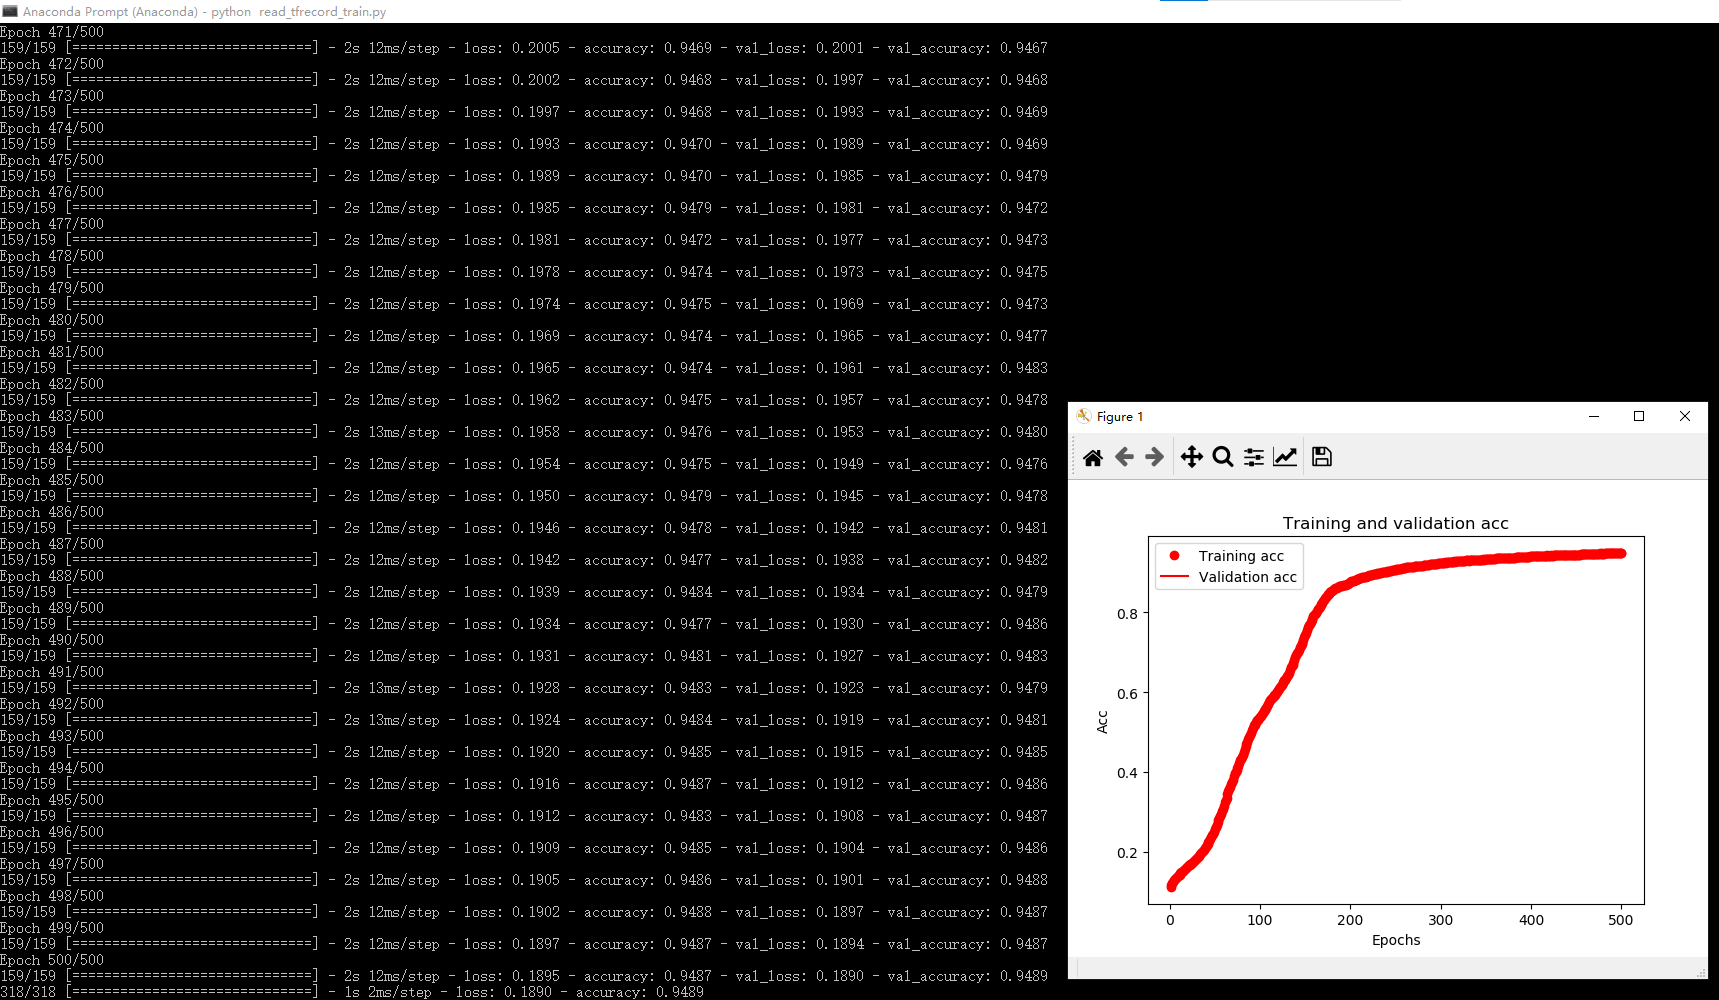 Anaconda Prompt (Anaconda) - python  read_tfrecord_train.py
Epoch 471/500
159/159 [==============================] - 2s 12ms/step - loss: 0.2005 - accuracy: 0.9469 - val_loss: 0.2001 - val_accuracy: 0.9467
Epoch 472/500
159/159 [==============================] - 2s 12ms/step - loss: 0.2002 - accuracy: 0.9468 - val_loss: 0.1997 - val_accuracy: 0.9468
Epoch 473/500
159/159 [==============================] - 2s 12ms/step - loss: 0.1997 - accuracy: 0.9468 - val_loss: 0.1993 - val_accuracy: 0.9469
Epoch 474/500
159/159 [==============================] - 2s 12ms/step - loss: 0.1993 - accuracy: 0.9470 - val_loss: 0.1989 - val_accuracy: 0.9469
Epoch 475/500
159/159 [==============================] - 2s 12ms/step - loss: 0.1989 - accuracy: 0.9470 - val_loss: 0.1985 - val_accuracy: 0.9479
Epoch 476/500
159/159 [==============================] - 2s 12ms/step - loss: 0.1985 - accuracy: 0.9479 - val_loss: 0.1981 - val_accuracy: 0.9472
Epoch 477/500
159/159 [==============================] - 2s 12ms/step - loss: 0.1981 - accuracy: 0.9472 - val_loss: 0.1977 - val_accuracy: 0.9473
Epoch 478/500
159/159 [==============================] - 2s 12ms/step - loss: 0.1978 - accuracy: 0.9474 - val_loss: 0.1973 - val_accuracy: 0.9475
Epoch 479/500
159/159 [==============================] - 2s 12ms/step - loss: 0.1974 - accuracy: 0.9475 - val_loss: 0.1969 - val_accuracy: 0.9473
Epoch 480/500
159/159 [==============================] - 2s 12ms/step - loss: 0.1969 - accuracy: 0.9474 - val_loss: 0.1965 - val_accuracy: 0.9477
Epoch 481/500
159/159 [==============================] - 2s 12ms/step - loss: 0.1965 - accuracy: 0.9474 - val_loss: 0.1961 - val_accuracy: 0.9483
Epoch 482/500
159/159 [==============================] - 2s 12ms/step - loss: 0.1962 - accuracy: 0.9475 - val_loss: 0.1957 - val_accuracy: 0.9478
Epoch 483/500
159/159 [==============================] - 2s 13ms/step - loss: 0.1958 - accuracy: 0.9476 - val_loss: 0.1953 - val_accuracy: 0.9480
Epoch 484/500
159/159 [==============================] - 2s 12ms/step - loss: 0.1954 - accuracy: 0.9475 - val_loss: 0.1949 - val_accuracy: 0.9476
Epoch 485/500
159/159 [==============================] - 2s 12ms/step - loss: 0.1950 - accuracy: 0.9479 - val_loss: 0.1945 - val_accuracy: 0.9478
Epoch 486/500
159/159 [==============================] - 2s 12ms/step - loss: 0.1946 - accuracy: 0.9478 - val_loss: 0.1942 - val_accuracy: 0.9481
Epoch 487/500
159/159 [==============================] - 2s 12ms/step - loss: 0.1942 - accuracy: 0.9477 - val_loss: 0.1938 - val_accuracy: 0.9482
Epoch 488/500
159/159 [==============================] - 2s 12ms/step - loss: 0.1939 - accuracy: 0.9484 - val_loss: 0.1934 - val_accuracy: 0.9479
Epoch 489/500
159/159 [==============================] - 2s 12ms/step - loss: 0.1934 - accuracy: 0.9477 - val_loss: 0.1930 - val_accuracy: 0.9486
Epoch 490/500
159/159 [==============================] - 2s 12ms/step - loss: 0.1931 - accuracy: 0.9481 - val_loss: 0.1927 - val_accuracy: 0.9483
Epoch 491/500
159/159 [==============================] - 2s 13ms/step - loss: 0.1928 - accuracy: 0.9483 - val_loss: 0.1923 - val_accuracy: 0.9479
Epoch 492/500
159/159 [==============================] - 2s 13ms/step - loss: 0.1924 - accuracy: 0.9484 - val_loss: 0.1919 - val_accuracy: 0.9481
Epoch 493/500
159/159 [==============================] - 2s 12ms/step - loss: 0.1920 - accuracy: 0.9485 - val_loss: 0.1915 - val_accuracy: 0.9485
Epoch 494/500
159/159 [==============================] - 2s 12ms/step - loss: 0.1916 - accuracy: 0.9487 - val_loss: 0.1912 - val_accuracy: 0.9486
Epoch 495/500
159/159 [==============================] - 2s 12ms/step - loss: 0.1912 - accuracy: 0.9483 - val_loss: 0.1908 - val_accuracy: 0.9487
Epoch 496/500
159/159 [==============================] - 2s 12ms/step - loss: 0.1909 - accuracy: 0.9485 - val_loss: 0.1904 - val_accuracy: 0.9486
Epoch 497/500
159/159 [==============================] - 2s 12ms/step - loss: 0.1905 - accuracy: 0.9486 - val_loss: 0.1901 - val_accuracy: 0.9488
Epoch 498/500
159/159 [==============================] - 2s 12ms/step - loss: 0.1902 - accuracy: 0.9488 - val_loss: 0.1897 - val_accuracy: 0.9487
Epoch 499/500
159/159 [==============================] - 2s 12ms/step - loss: 0.1897 - accuracy: 0.9487 - val_loss: 0.1894 - val_accuracy: 0.9487
Epoch 500/500
159/159 [==============================] - 2s 12ms/step - loss: 0.1895 - accuracy: 0.9487 - val_loss: 0.1890 - val_accuracy: 0.9489
318/318 [==============================] - 1s 2ms/step - loss: 0.1890 - accuracy: 0.9489
Figure 1
Training and validation acc
Training acc
Validation acc
0.8
0.6
0.4
0.2
Acc
0 100 200 300 400 500
Epochs